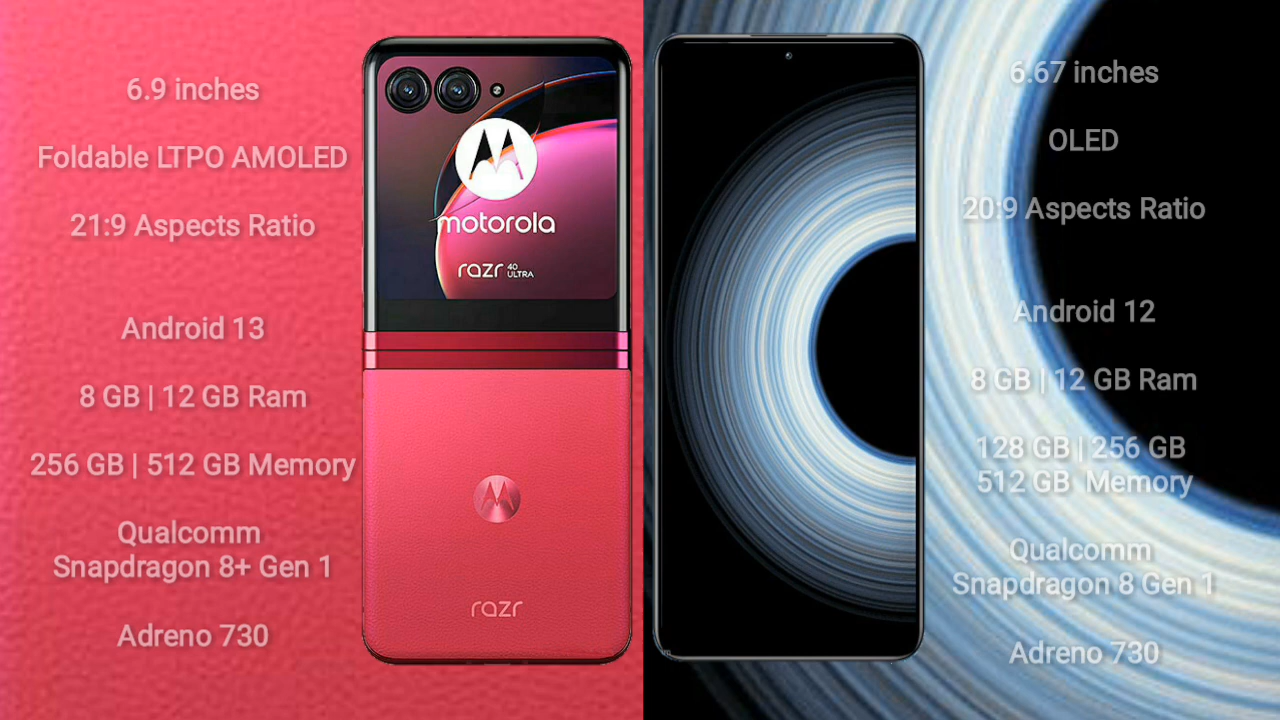 6.9 inches
Foldable LTPO AMOLED
21:9 Aspects Ratio
Android 13
8 GB | 12 GB Ram
256 GB | 512 GB Memory
Qualcomm
Snapdragon 8+ Gen 1
Adreno 730
motorola
razr 40 ULTRA
razr
6.67 inches
OLED
20:9 Aspects Ratio
Android 12
8 GB | 12 GB Ram
128 GB | 256 GB
512 GB Memory
Qualcomm
Snapdragon 8 Gen 1
Adreno 730